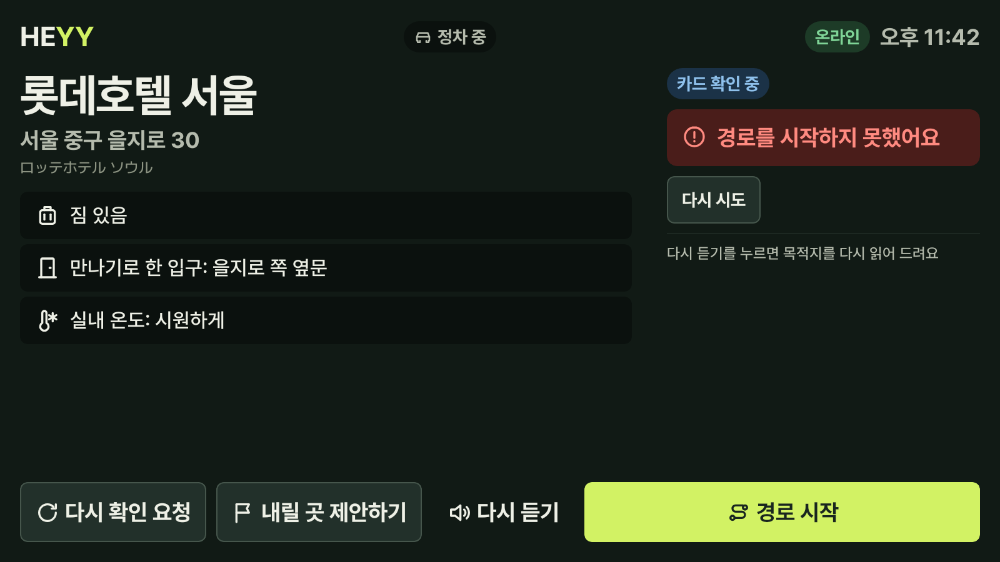 HEYY
정차 중
온라인
오후 11:42
롯데호텔 서울
서울 중구 을지로 30
ロッテホテル ソウル
짐 있음
만나기로 한 입구: 을지로 쪽 옆문
실내 온도: 시원하게
카드 확인 중
경로를 시작하지 못했어요
다시 시도
다시 듣기를 누르면 목적지를 다시 읽어 드려요
다시 확인 요청
내릴 곳 제안하기
다시 듣기
경로 시작